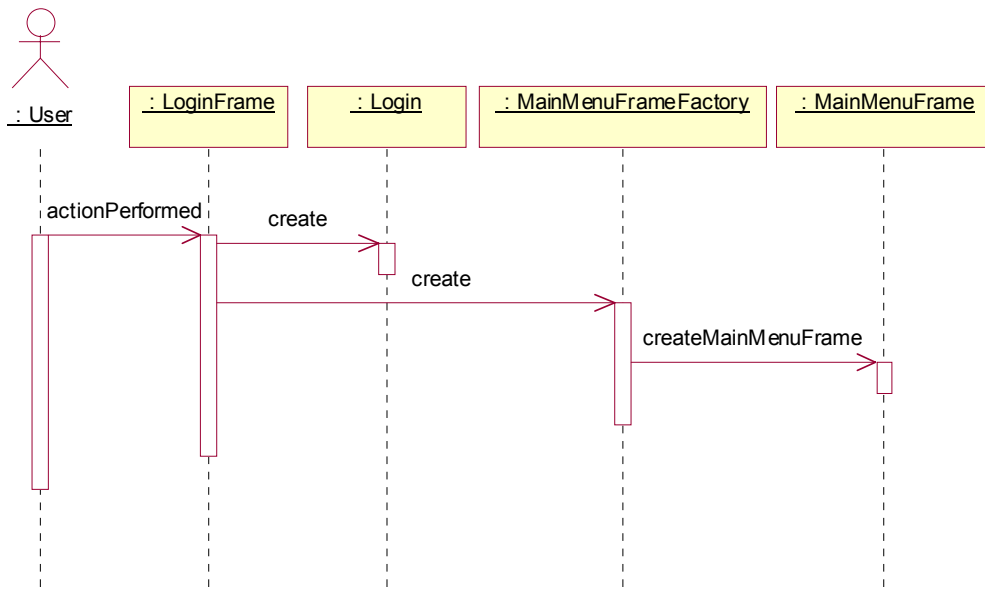 : User
: LoginFrame
: Login
: MainMenuFrameFactory
: MainMenuFrame
actionPerformed
create
create
createMainMenuFrame